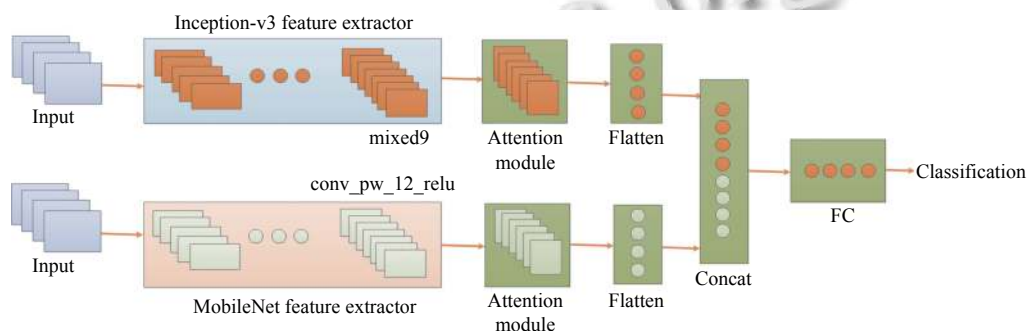 Inception-v3 feature extractor
Input
mixed9
Attention
module
Flatten
conv_pw_12_relu
Input
MobileNet feature extractor
Attention
module
Flatten
Concat
FC
Classification